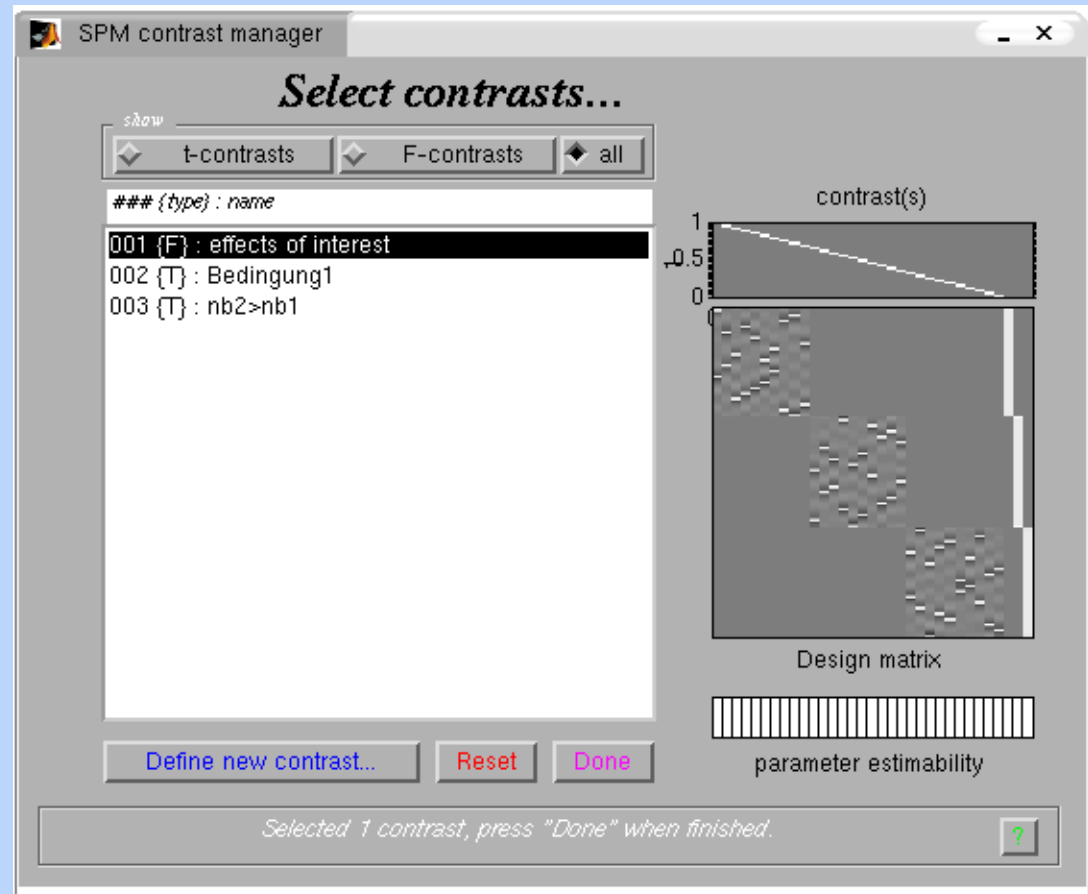 SPM contrast manager
Select contrasts...
show
t-contrasts F-contrasts all
### {type} : name
001 {F} : effects of interest
002 {T} : Bedingung1
003 {T} : nb2>nb1
contrast(s)
1
0.5
0
Design matrix
parameter estimability
Define new contrast... Reset Done
Selected 1 contrast, press "Done" when finished.
?